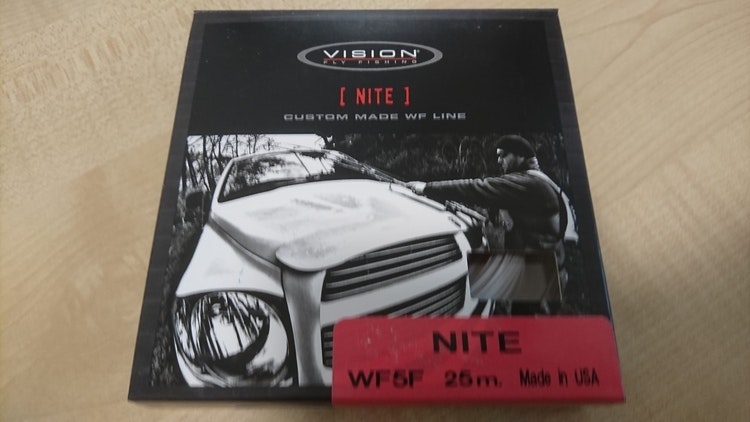 VISION®
FLY FISHING
[ NITE ]
CUSTOM MADE WF LINE
NITE
WF5F 25m. Made in USA